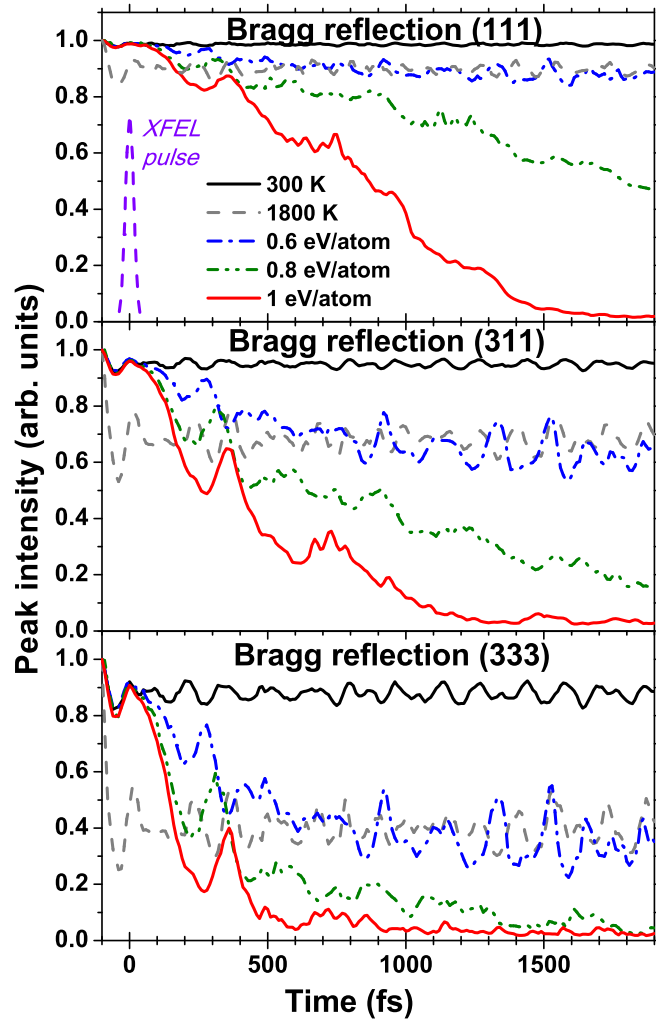 Bragg reflection (111)
1.0
0.8
0.6
0.4
0.2
0.0
XFEL
pulse
300 K
1800 K
0.6 eV/atom
0.8 eV/atom
1 eV/atom
Peak intensity (arb. units)
Bragg reflection (311)
1.0
0.8
0.6
0.4
0.2
0.0
Bragg reflection (333)
1.0
0.8
0.6
0.4
0.2
0.0
0
500
1000
1500
Time (fs)